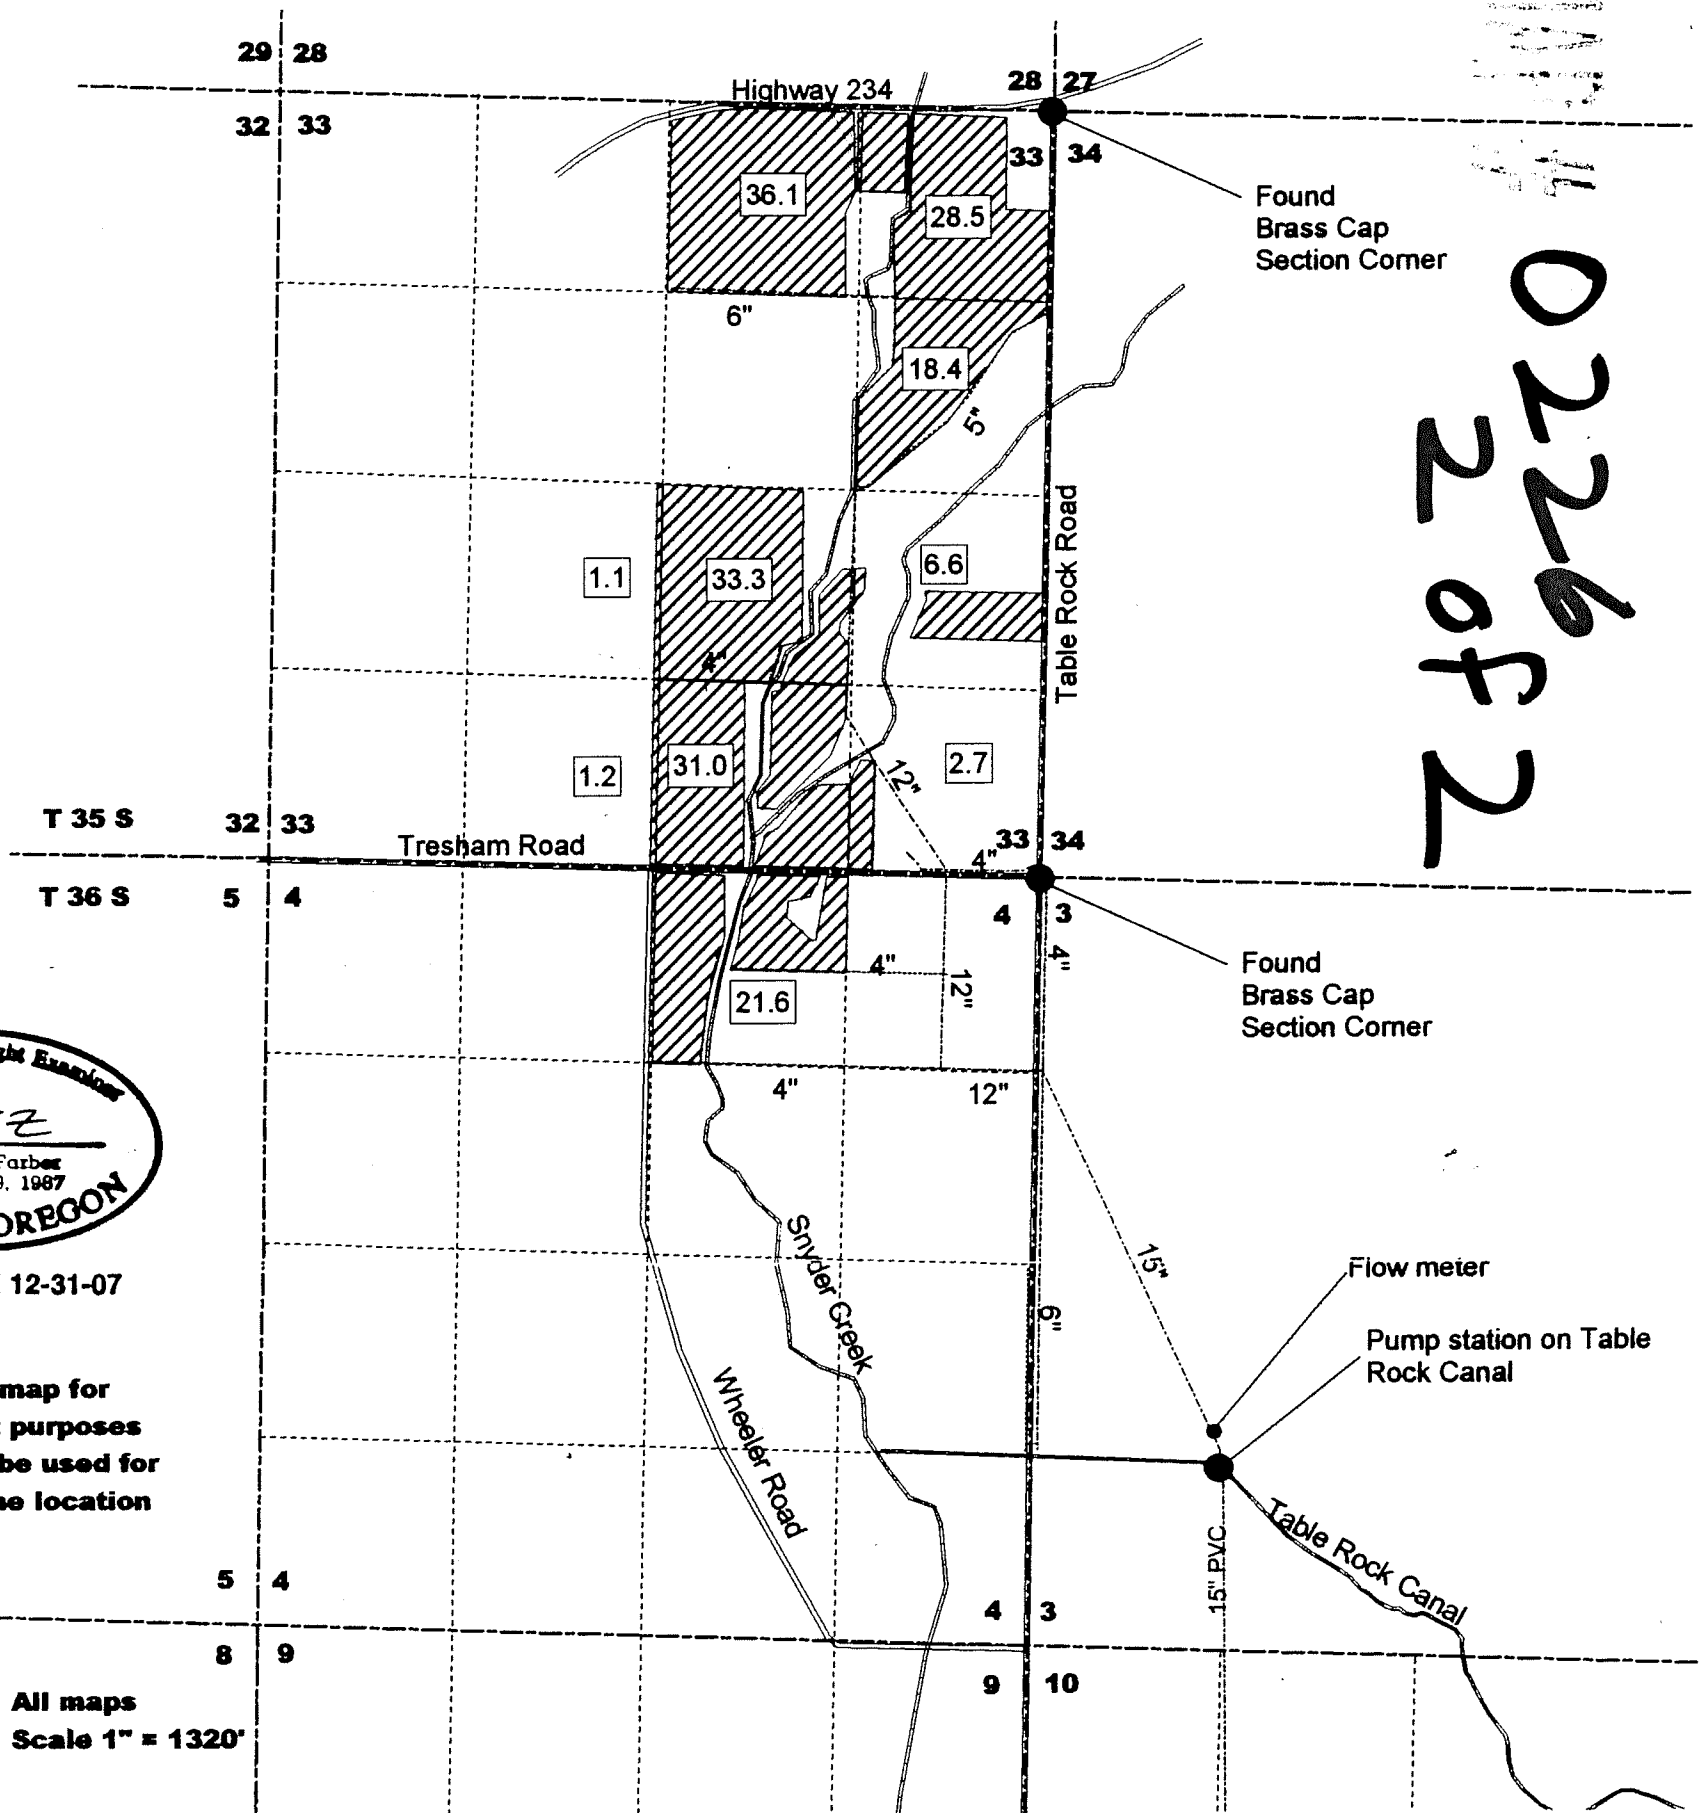 29 28
28 27
Highway 234
32 33
33 34
36.1
28.5
Found
Brass Cap
Section Corner
0226
2 of 2
6"
18.4
5"
Table Rock Road
1.1
33.3
6.6
4"
1.2
31.0
12"
2.7
T 35 S
32 33
33 34
Tresham Road
4"
T 36 S
5 4
4 3
4"
4"
12"
21.6
Found
Brass Cap
Section Corner
4"
12"
Examiner
Farber
9, 1987
OREGON
12-31-07
Snyder Creek
15"
6"
Flow meter
Pump station on Table
Rock Canal
map for
purposes
be used for
location
Wheeler Road
15" PVC
Table Rock Canal
5 4
4 3
8 9
9 10
All maps
Scale 1" = 1320'